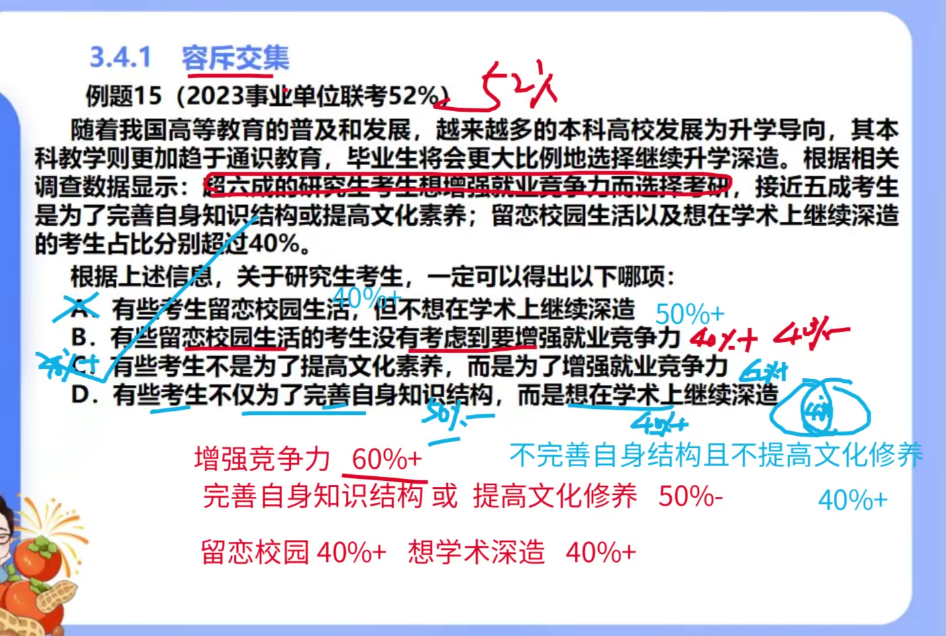 3.4.1 容斥交集
例题15（2023事业单位联考52%） 52%
随着我国高等教育的普及和发展，越来越多的本科高校发展为升学导向，其本
科教学则更加趋于通识教育，毕业生将会更大比例地选择继续升学深造。根据相关
调查数据显示：超六成的研究生考生想增强就业竞争力而选择考研，接近五成考生
是为了完善自身知识结构或提高文化素养；留恋校园生活以及想在学术上继续深造
的考生占比分别超过40%。
根据上述信息，关于研究生考生，一定可以得出以下哪项：
40%+
A．有些考生留恋校园生活，但不想在学术上继续深造 50%+
B．有些留恋校园生活的考生没有考虑到要增强就业竞争力 40%+ 40%-
C．有些考生不是为了提高文化素养，而是为了增强就业竞争力 60%+
D．有些考生不仅为了完善自身知识结构，而是想在学术上继续深造
50%- 40%+
增强竞争力 60%+ 不完善自身结构且不提高文化修养
完善自身知识结构 或 提高文化修养 50%- 40%+
留恋校园 40%+ 想学术深造 40%+